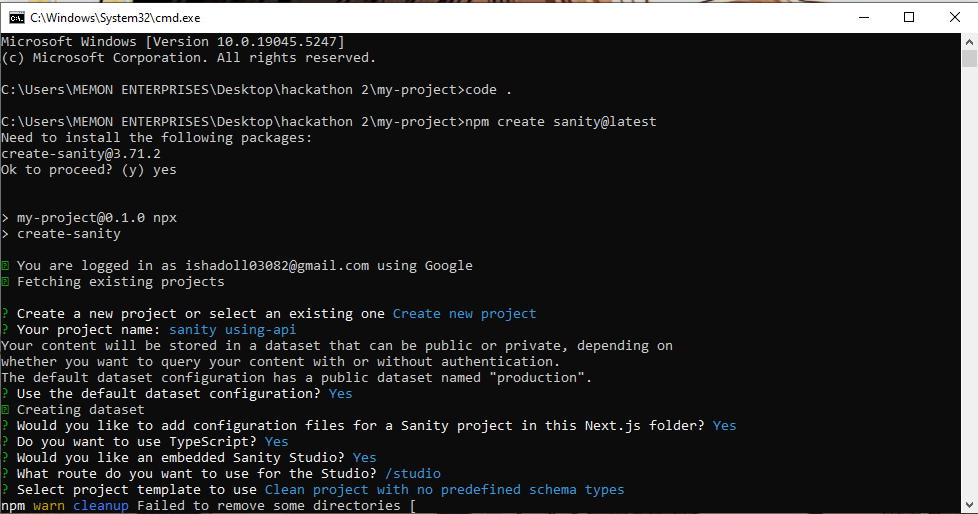 C:\Windows\System32\cmd.exe
Microsoft Windows [Version 10.0.19045.5247]
(c) Microsoft Corporation. All rights reserved.
C:\Users\MEMON ENTERPRISES\Desktop\hackathon 2\my-project>code .
C:\Users\MEMON ENTERPRISES\Desktop\hackathon 2\my-project>npm create sanity@latest
Need to install the following packages:
create-sanity@3.71.2
Ok to proceed? (y) yes
> my-project@0.1.0 npx
> create-sanity
You are logged in as ishadoll03082@gmail.com using Google
Fetching existing projects
? Create a new project or select an existing one Create new project
? Your project name: sanity using-api
Your content will be stored in a dataset that can be public or private, depending on
whether you want to query your content with or without authentication.
The default dataset configuration has a public dataset named "production".
? Use the default dataset configuration? Yes
Creating dataset
? Would you like to add configuration files for a Sanity project in this Next.js folder? Yes
? Do you want to use TypeScript? Yes
? Would you like an embedded Sanity Studio? Yes
? What route do you want to use for the Studio? /studio
? Select project template to use Clean project with no predefined schema types
npm warn cleanup Failed to remove some directories [